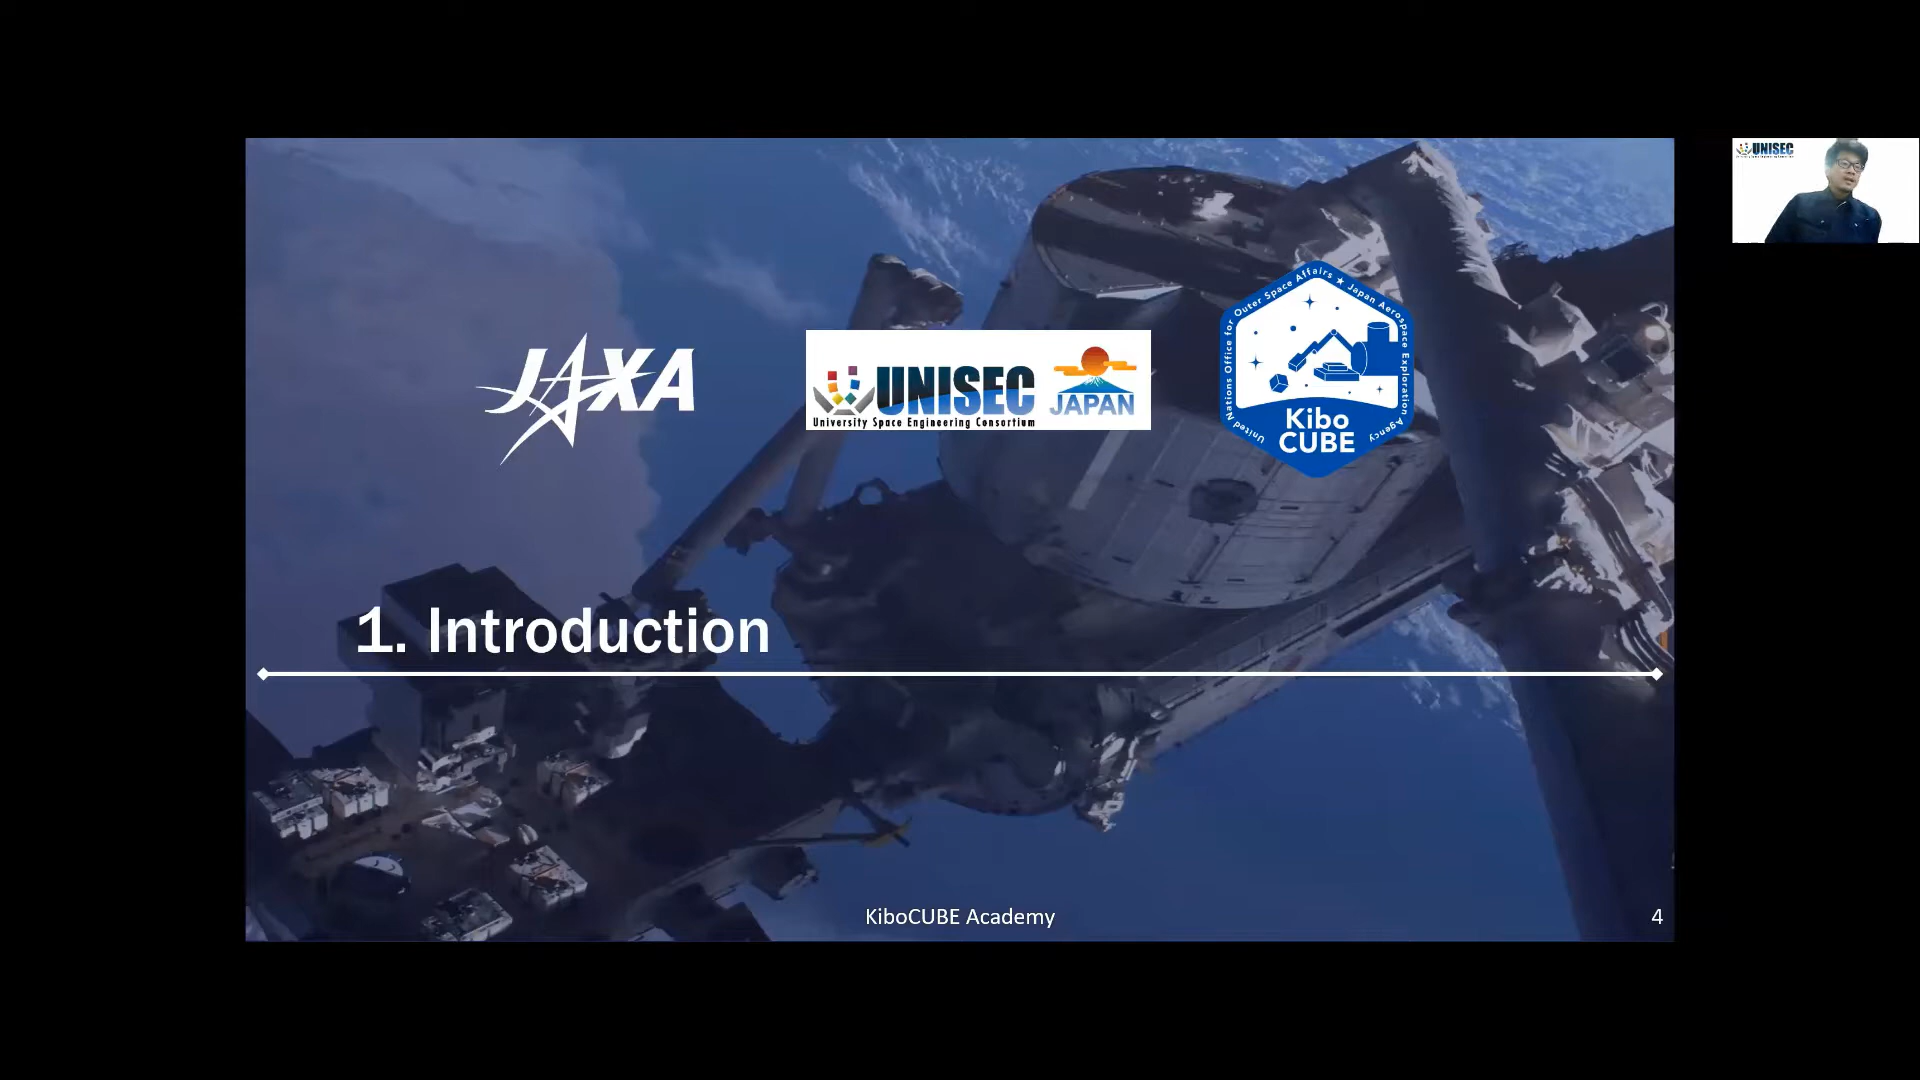 JAXA
UNISEC
JAPAN
University Space Engineering Consortium
United Nations Office for Outer Space Affairs ★ Japan Aerospace Exploration Agency
Kibo
CUBE
1. Introduction
KiboCUBE Academy
4
UNISEC